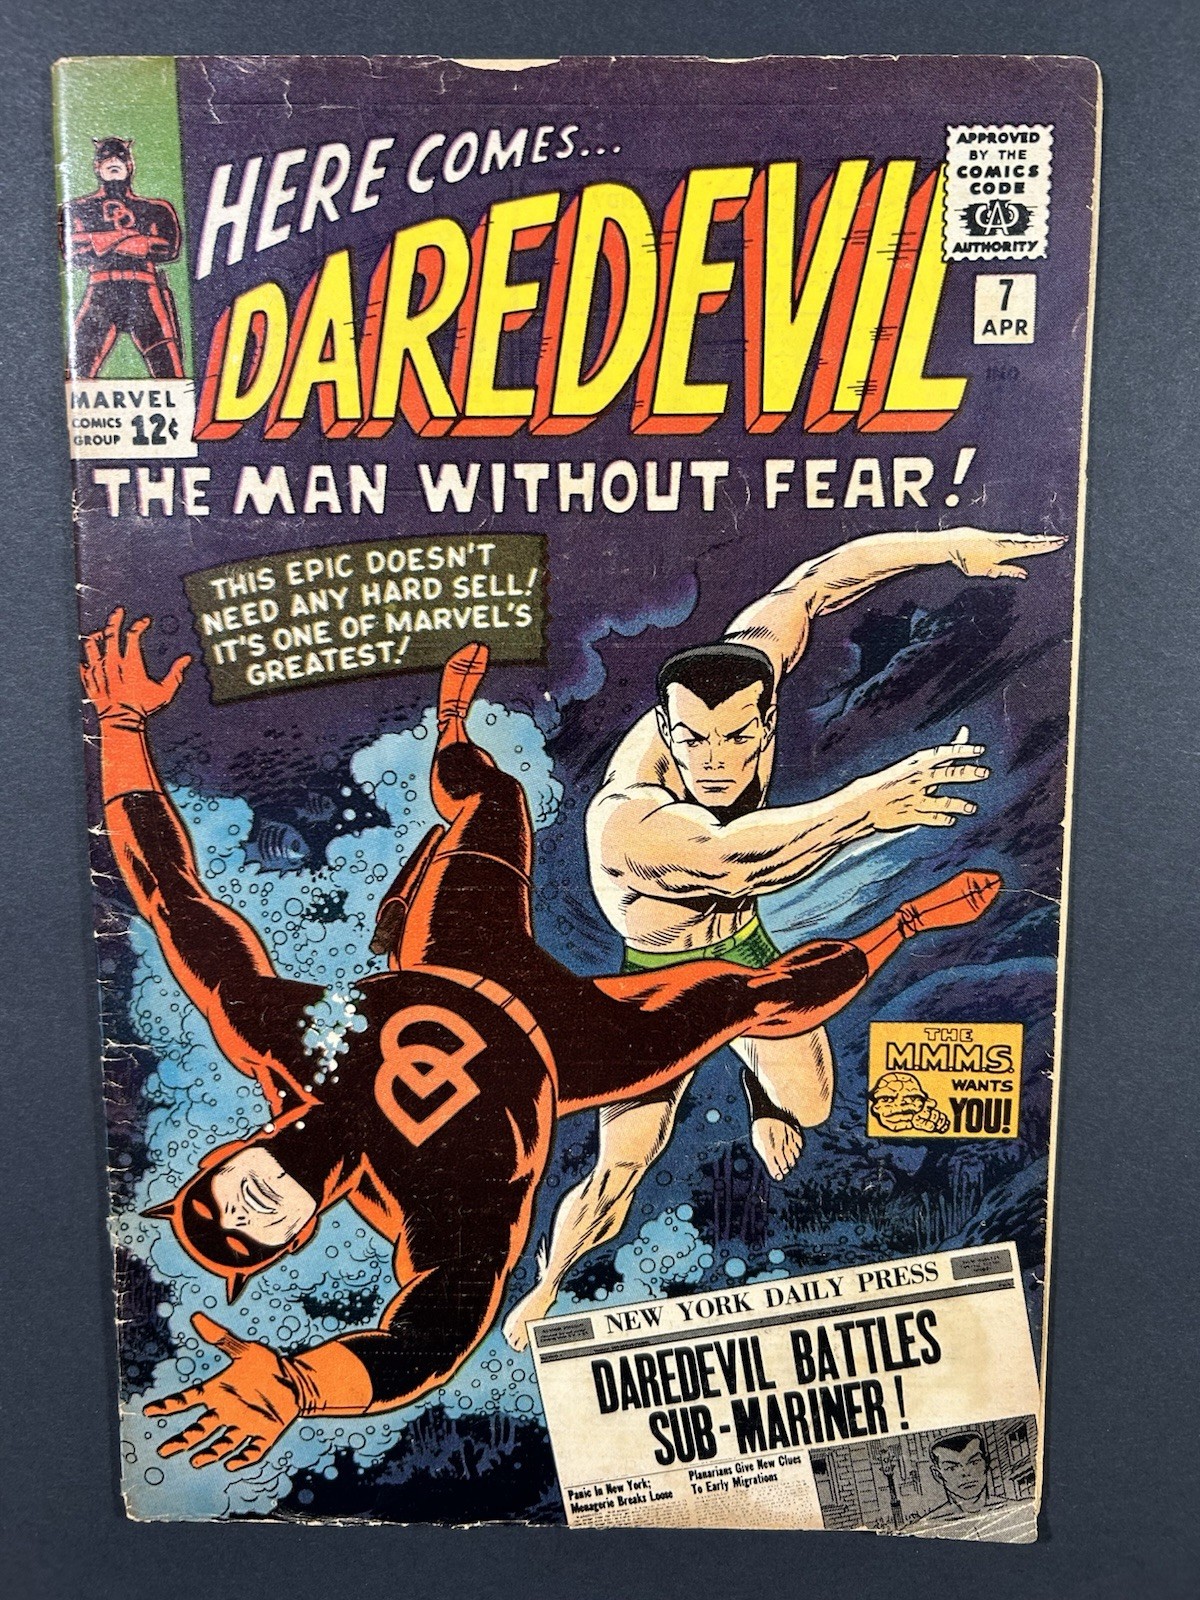 HERE COMES...
DAREDEVIL
APPROVED
BY THE
COMICS
CODE
CA
AUTHORITY
7
APR
IND
MARVEL
COMICS
GROUP 12¢
THE MAN WITHOUT FEAR!
THIS EPIC DOESN'T
NEED ANY HARD SELL!
IT'S ONE OF MARVEL'S
GREATEST!
DD
DD
THE
M.M.M.S.
WANTS
YOU!
NEW YORK DAILY PRESS
DAREDEVIL BATTLES
SUB-MARINER!
Panic In New York:
Menagerie Breaks Loose
Planarians Give New Clues
To Early Migrations